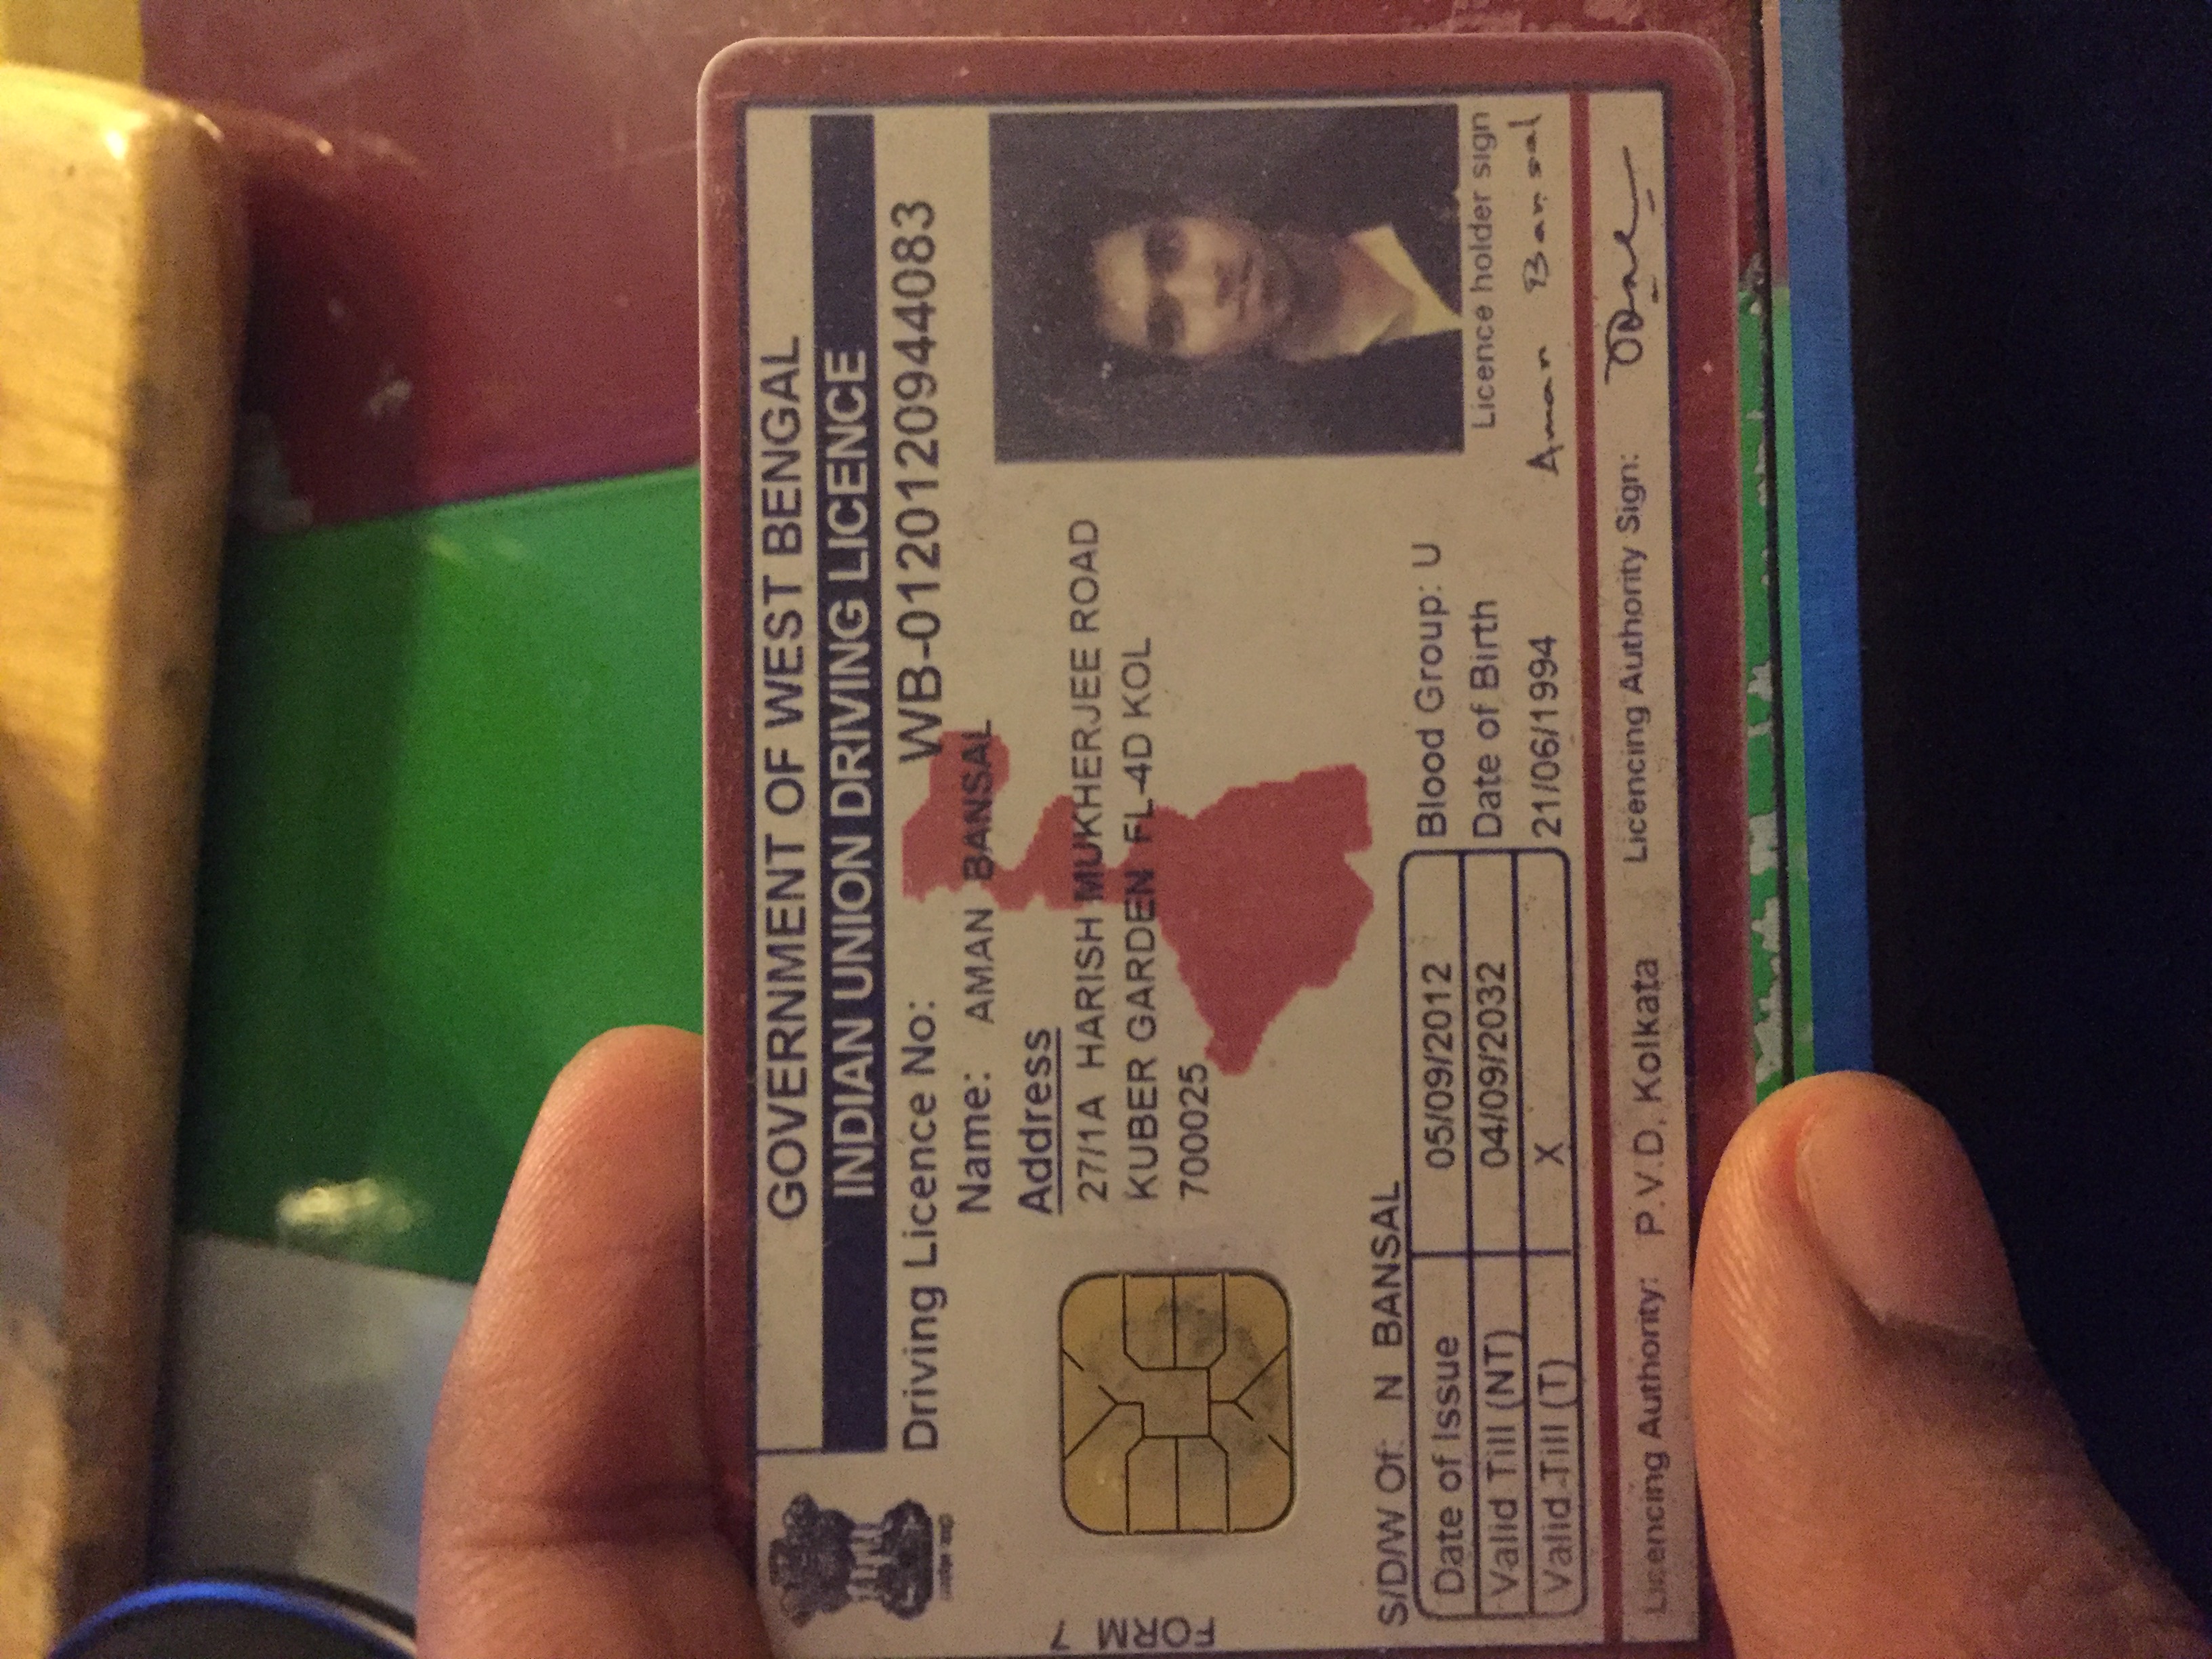 GOVERNMENT OF WEST BENGAL
INDIAN UNION DRIVING LICENCE
Driving Licence No: WB-0120120944083
Name: AMAN BANSAL
Address
27/1A HARISH MUKHERJEE ROAD
KUBER GARDEN FL-4D KOL
700025
FORM 7
S/D/W Of: N BANSAL
Date of Issue 05/09/2012
Valid Till (NT) 04/09/2032
Valid Till (T) X
Blood Group: U
Date of Birth
21/06/1994
Licence holder sign
Aman Bansal
Licencing Authority: P.V.D, Kolkata
Licencing Authority Sign: